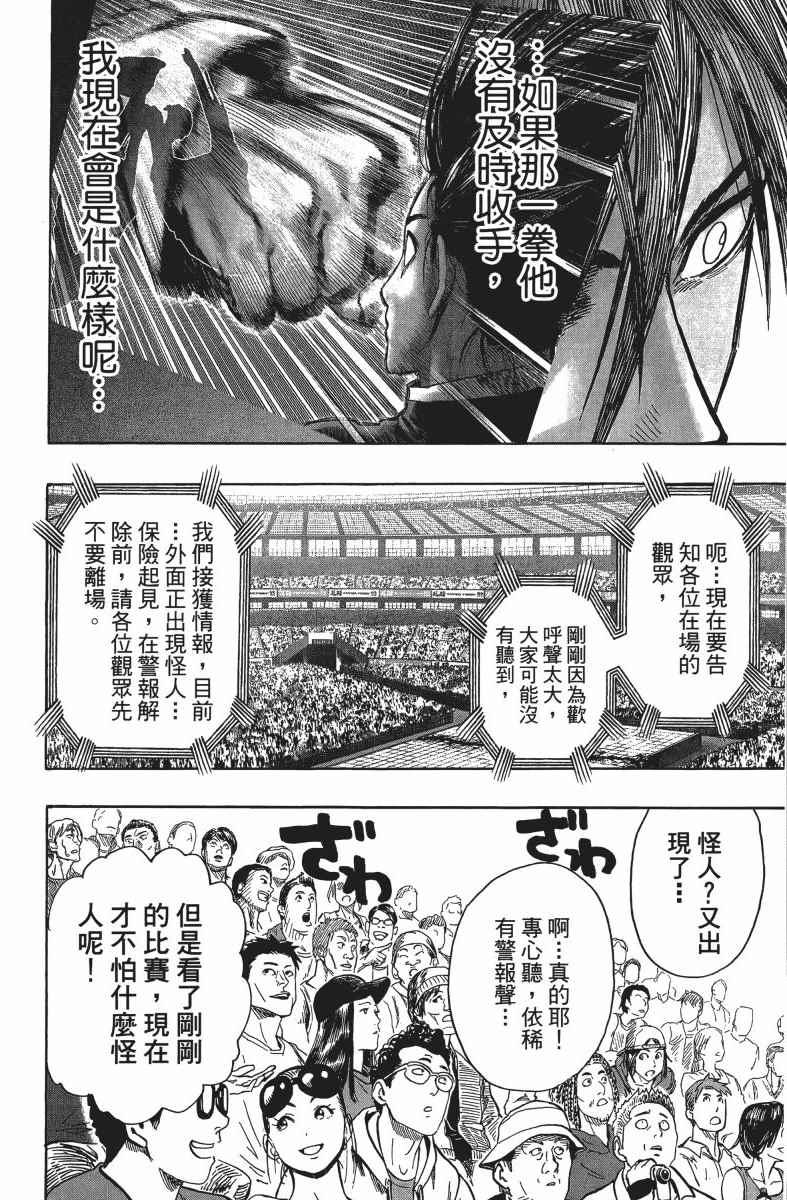 …如果那一拳他
沒有及時收手，
我現在會是什麼樣呢…
呃…現在要告
知各位在場的
觀眾，
剛剛因為歡
呼聲太大，
大家可能沒
有聽到，
我們接獲情報，目前
…外面正出現怪人…
保險起見，在警報解
除前，請各位觀眾先
不要離場。
怪人？又出
現了…
ざわ
啊…真的耶！
專心聽，依稀
有警報聲…
ざわ
但是看了剛剛
的比賽，現在
才不怕什麼怪
人呢！